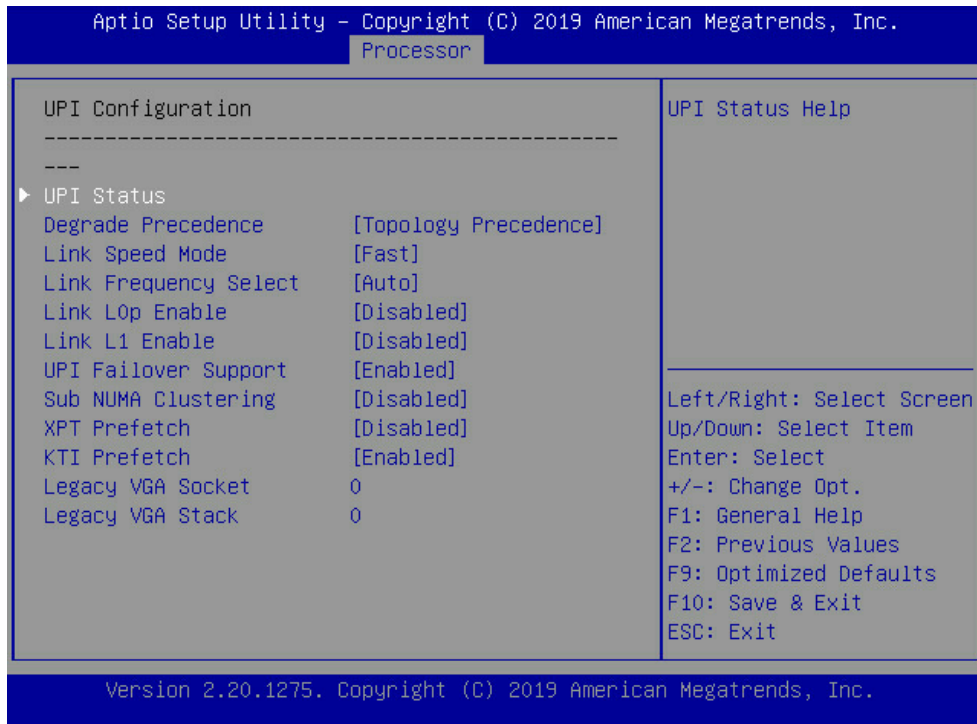 Aptio Setup Utility – Copyright (C) 2019 American Megatrends, Inc.
Processor
UPI Configuration
-----------------------------------------------
---
UPI Status
Degrade Precedence [Topology Precedence]
Link Speed Mode [Fast]
Link Frequency Select [Auto]
Link L0p Enable [Disabled]
Link L1 Enable [Disabled]
UPI Failover Support [Enabled]
Sub NUMA Clustering [Disabled]
XPT Prefetch [Disabled]
KTI Prefetch [Enabled]
Legacy VGA Socket 0
Legacy VGA Stack 0
UPI Status Help
Left/Right: Select Screen
Up/Down: Select Item
Enter: Select
+/-: Change Opt.
F1: General Help
F2: Previous Values
F9: Optimized Defaults
F10: Save & Exit
ESC: Exit
Version 2.20.1275. Copyright (C) 2019 American Megatrends, Inc.